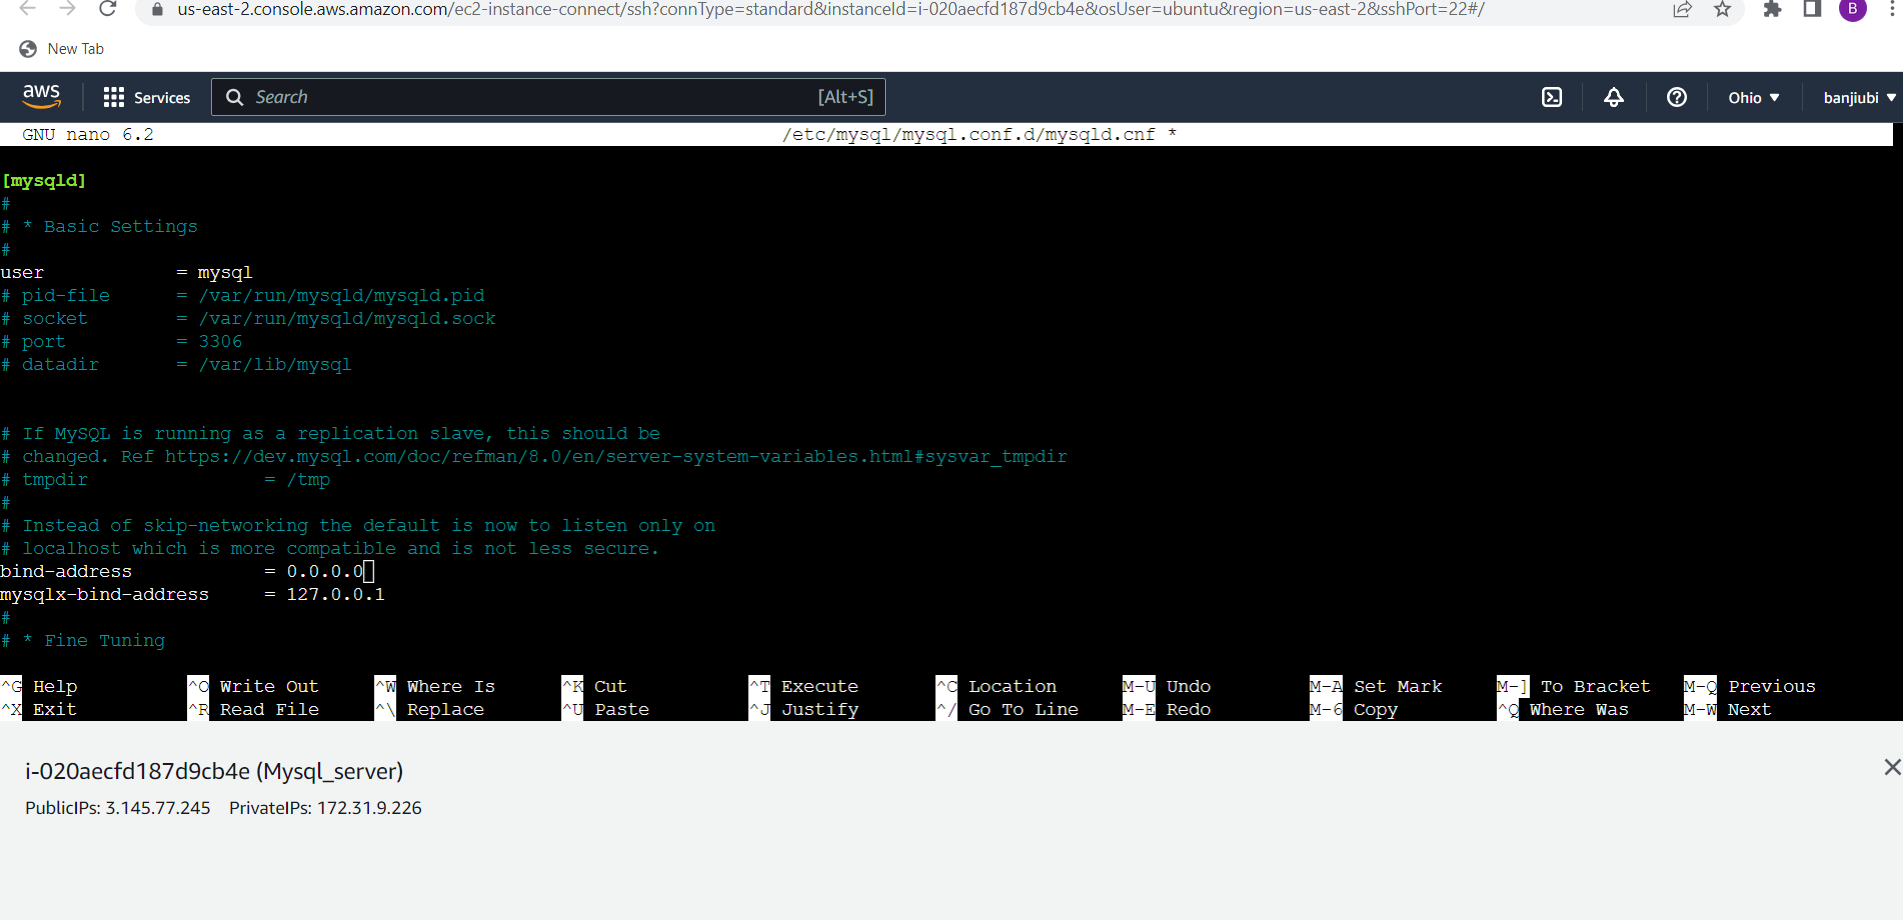 us-east-2.console.aws.amazon.com/ec2-instance-connect/ssh?connType=standard&instanceId=i-020aecfd187d9cb4e&osUser=ubuntu&region=us-east-2&sshPort=22#/
B
New Tab
aws Services Search [Alt+S] Ohio ▼ banjiubi ▼
GNU nano 6.2 /etc/mysql/mysql.conf.d/mysqld.cnf *
[mysqld]
#
# * Basic Settings
#
user = mysql
# pid-file = /var/run/mysqld/mysqld.pid
# socket = /var/run/mysqld/mysqld.sock
# port = 3306
# datadir = /var/lib/mysql
# If MySQL is running as a replication slave, this should be
# changed. Ref https://dev.mysql.com/doc/refman/8.0/en/server-system-variables.html#sysvar_tmpdir
# tmpdir = /tmp
#
# Instead of skip-networking the default is now to listen only on
# localhost which is more compatible and is not less secure.
bind-address = 0.0.0.0
mysqlx-bind-address = 127.0.0.1
#
# * Fine Tuning
^G Help ^O Write Out ^W Where Is ^K Cut ^T Execute ^C Location M-U Undo M-A Set Mark M-] To Bracket M-Q Previous
^X Exit ^R Read File ^\ Replace ^U Paste ^J Justify ^/ Go To Line M-E Redo M-6 Copy ^Q Where Was M-W Next
i-020aecfd187d9cb4e (Mysql_server)
PublicIPs: 3.145.77.245 PrivateIPs: 172.31.9.226